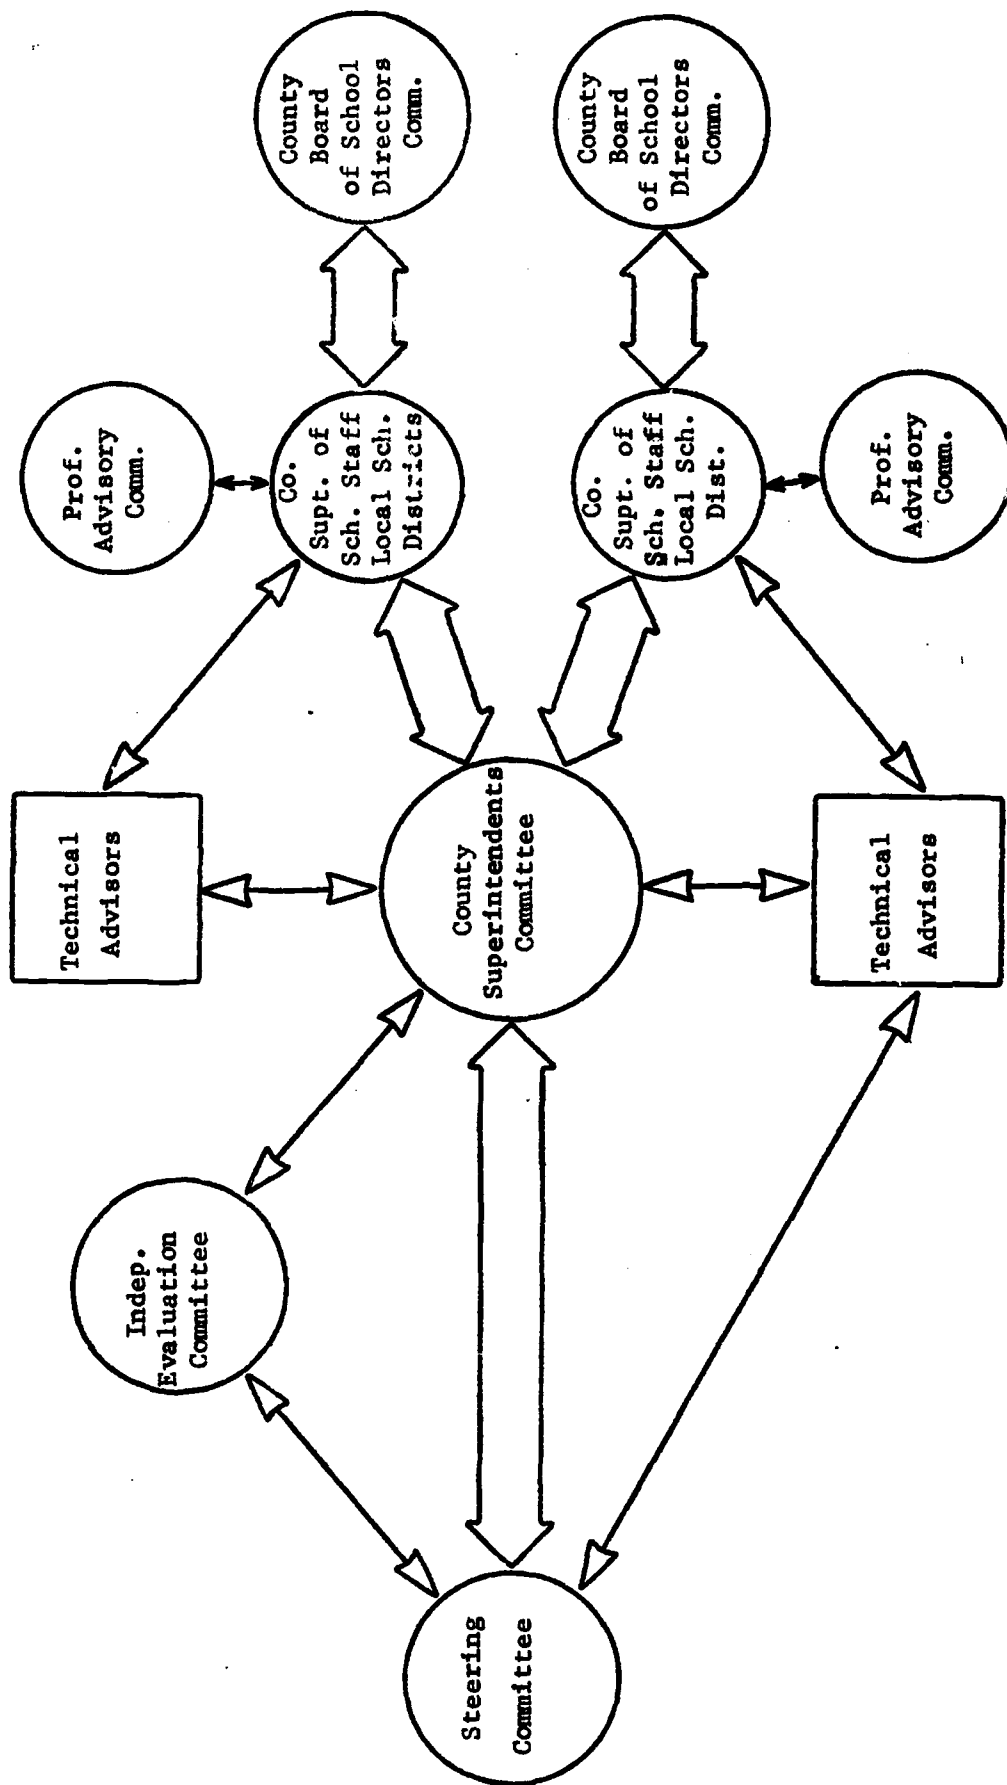 Indep.
Evaluation
Committee
Technical
Advisors
Prof.
Advisory
Comm.
Co.
Supt. of
Sch. Staff
Local Sch.
Districts
County
Board
of School
Directors
Comm.
Steering
Committee
County
Superintendents
Committee
Co.
Supt. of
Sch. Staff
Local Sch.
Dist.
County
Board
of School
Directors
Comm.
Technical
Advisors
Prof.
Advisory
Comm.